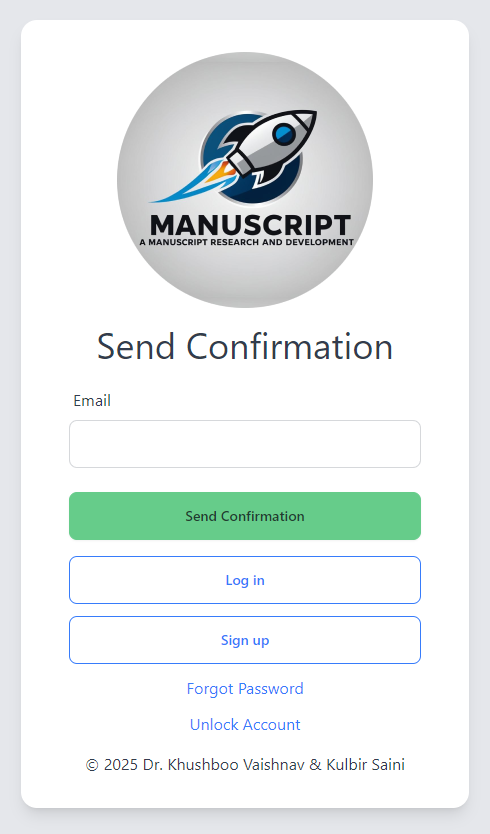 MANUSCRIPT
A MANUSCRIPT RESEARCH AND DEVELOPMENT
Send Confirmation
Email
Send Confirmation
Log in
Sign up
Forgot Password
Unlock Account
© 2025 Dr. Khushboo Vaishnav & Kulbir Saini